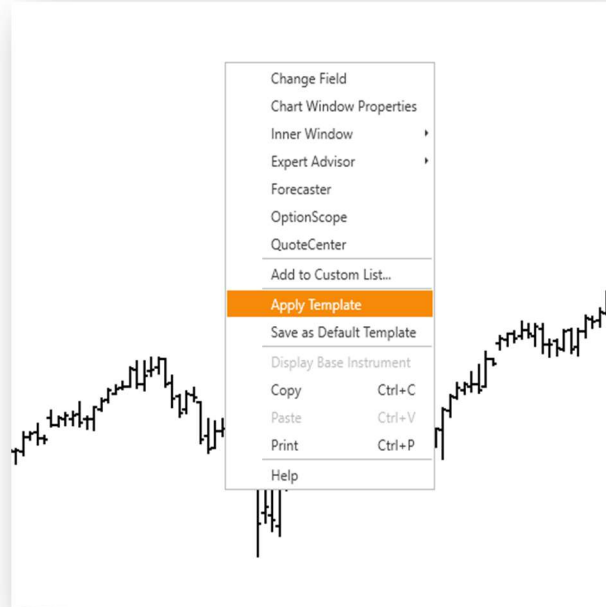 Change Field
Chart Window Properties
Inner Window
Expert Advisor
Forecaster
OptionScope
QuoteCenter
Add to Custom List...
Apply Template
Save as Default Template
Display Base Instrument
Copy Ctrl+C
Paste Ctrl+V
Print Ctrl+P
Help